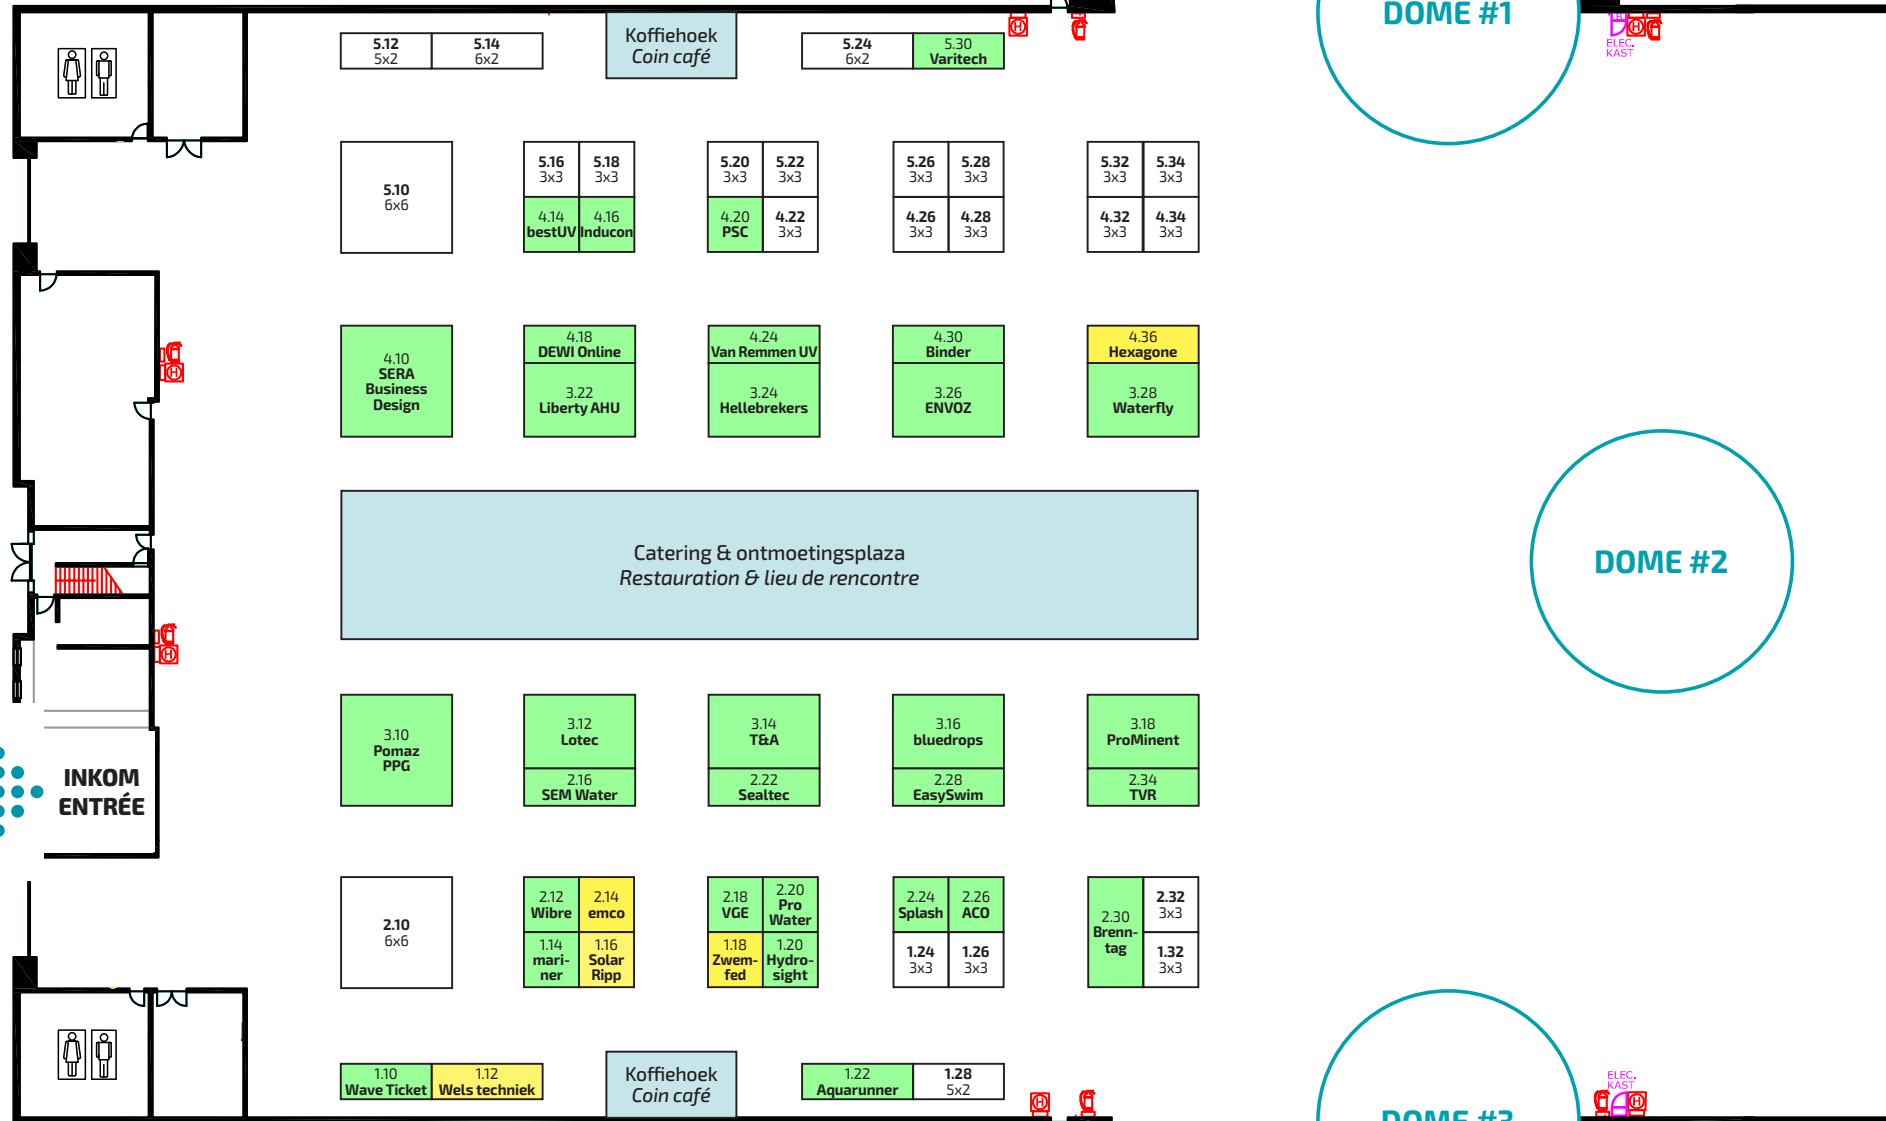 DOME #1
5.12
5x2
5.14
6x2
Koffiehoek
Coin café
5.24
6x2
5.30
Varitech
H
H
ELEC.
KAST
5.10
6x6
5.16
3x3
5.18
3x3
4.14
bestUV
4.16
Inducon
5.20
3x3
5.22
3x3
4.20
PSC
4.22
3x3
5.26
3x3
5.28
3x3
4.26
3x3
4.28
3x3
5.32
3x3
5.34
3x3
4.32
3x3
4.34
3x3
H
4.10
SERA
Business
Design
4.18
DEWI Online
3.22
Liberty AHU
4.24
Van Remmen UV
3.24
Hellebrekers
4.30
Binder
3.26
ENVOZ
4.36
Hexagone
3.28
Waterfly
Catering & ontmoetingsplaza
Restauration & lieu de rencontre
DOME #2
H
INKOM
ENTRÉE
3.10
Pomaz
PPG
3.12
Lotec
2.16
SEM Water
3.14
T&A
2.22
Sealtec
3.16
bluedrops
2.28
EasySwim
3.18
ProMinent
2.34
TVR
2.10
6x6
2.12
Wibre
2.14
emco
1.14
mari-
ner
1.16
Solar
Ripp
2.18
VGE
2.20
Pro
Water
1.18
Zwem-
fed
1.20
Hydro-
sight
2.24
Splash
2.26
ACO
1.24
3x3
1.26
3x3
2.30
Brenn-
tag
2.32
3x3
1.32
3x3
1.10
Wave Ticket
1.12
Wels techniek
Koffiehoek
Coin café
1.22
Aquarunner
1.28
5x2
H
ELEC.
KAST
H
DOME #3